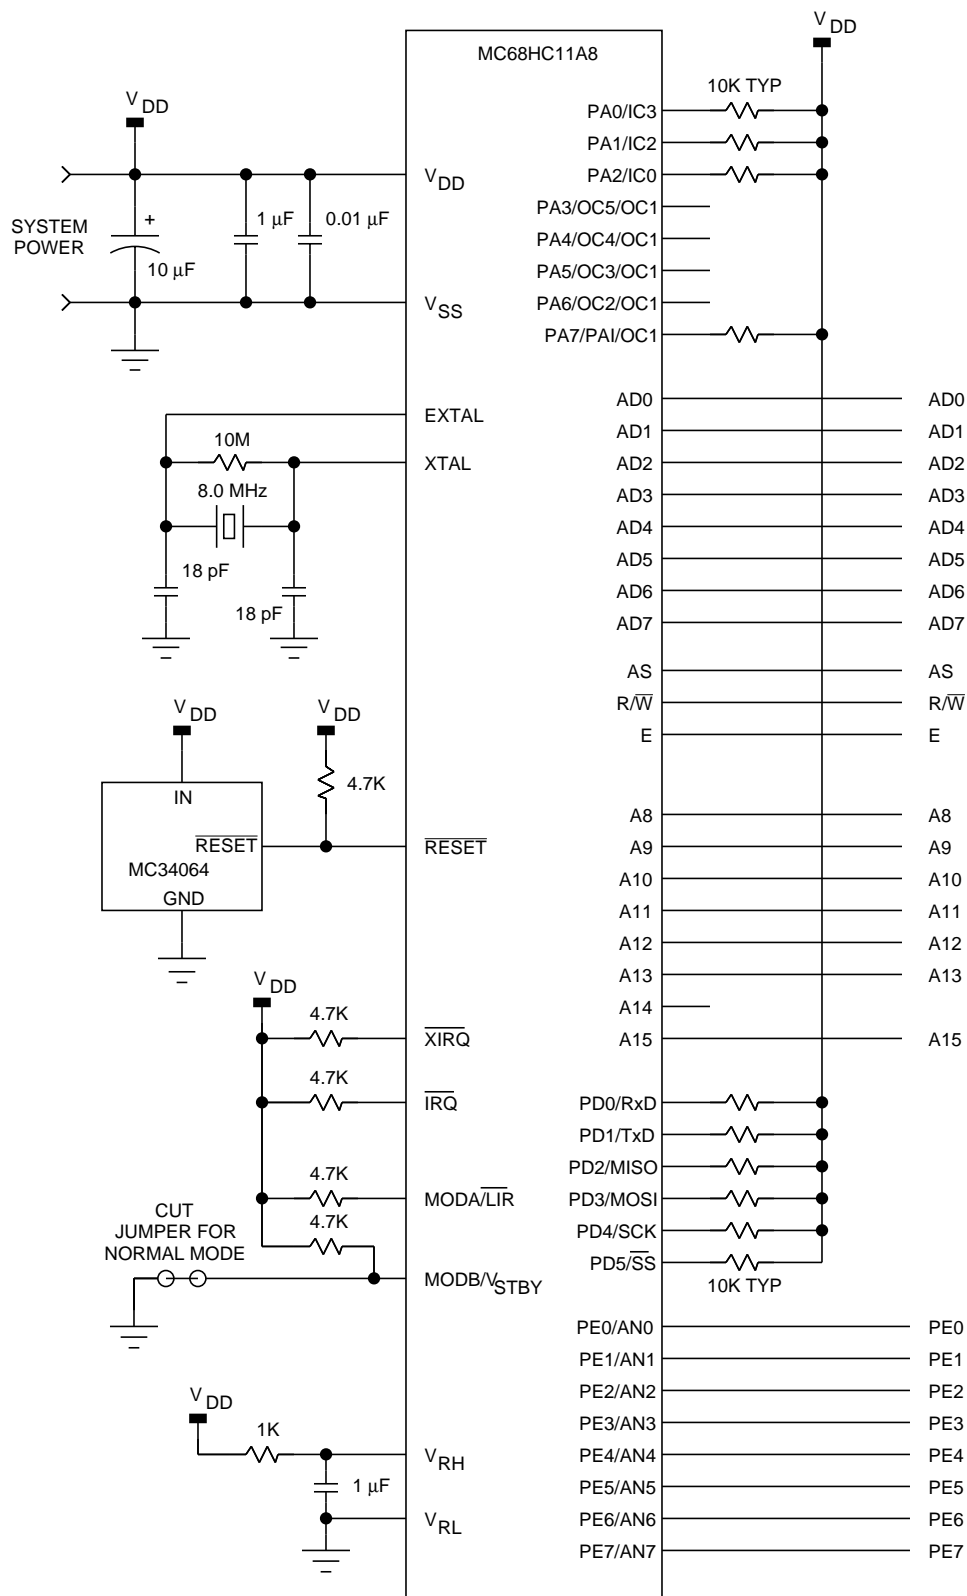 MC68HC11A8
V DD
SYSTEM
POWER
+
10 µF
1 µF
0.01 µF
VDD
VSS
EXTAL
XTAL
10M
8.0 MHz
18 pF
18 pF
V DD
IN
RESET
MC34064
GND
V DD
4.7K
RESET
V DD
4.7K
XIRQ
4.7K
IRQ
4.7K
MODA/LIR
4.7K
CUT
JUMPER FOR
NORMAL MODE
MODB/VSTBY
V DD
1K
VRH
1 µF
VRL
V DD
10K TYP
PA0/IC3
PA1/IC2
PA2/IC0
PA3/OC5/OC1
PA4/OC4/OC1
PA5/OC3/OC1
PA6/OC2/OC1
PA7/PAI/OC1
AD0 AD0
AD1 AD1
AD2 AD2
AD3 AD3
AD4 AD4
AD5 AD5
AD6 AD6
AD7 AD7
AS AS
R/W R/W
E E
A8 A8
A9 A9
A10 A10
A11 A11
A12 A12
A13 A13
A14
A15 A15
PD0/RxD
PD1/TxD
PD2/MISO
PD3/MOSI
PD4/SCK
PD5/SS
10K TYP
PE0/AN0 PE0
PE1/AN1 PE1
PE2/AN2 PE2
PE3/AN3 PE3
PE4/AN4 PE4
PE5/AN5 PE5
PE6/AN6 PE6
PE7/AN7 PE7